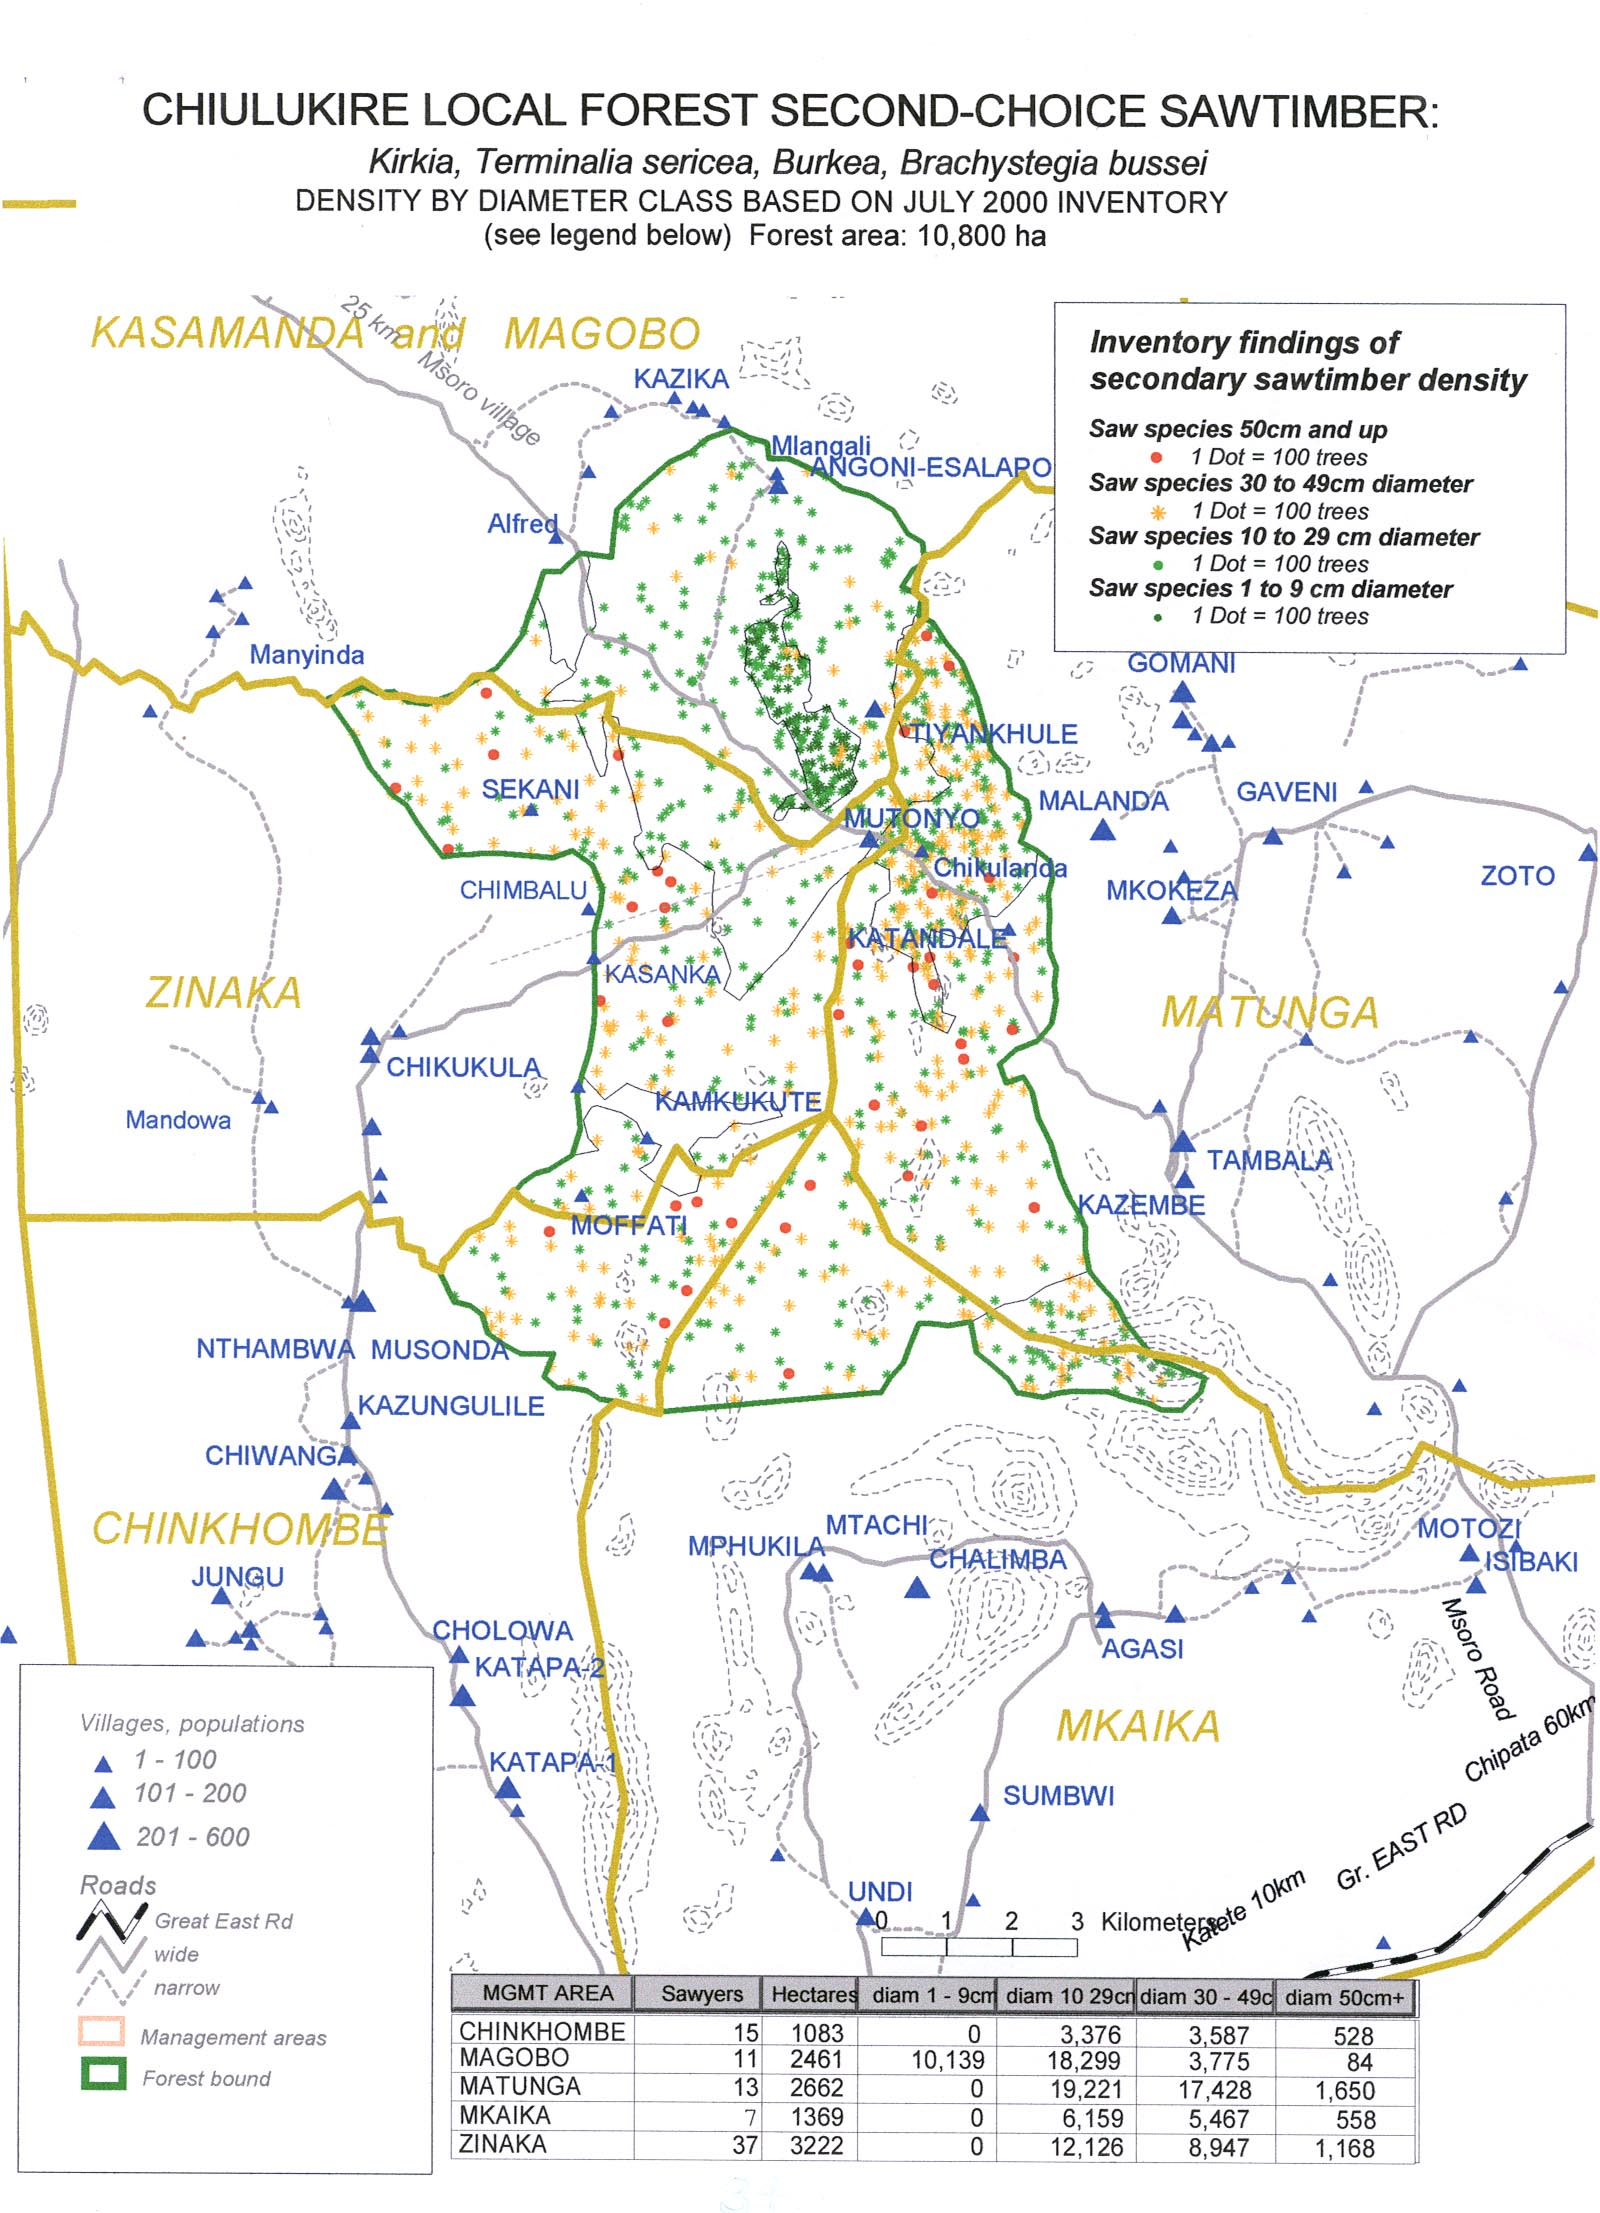 CHIULUKIRE LOCAL FOREST SECOND-CHOICE SAWTIMBER:
Kirkia, Terminalia sericea, Burkea, Brachystegia bussei
DENSITY BY DIAMETER CLASS BASED ON JULY 2000 INVENTORY
(see legend below) Forest area: 10,800 ha
25 km Msoro village
KASAMANDA and MAGOBO
KAZIKA
Mlangali
ANGONI-ESALAPO
Alfred
Manyinda
Inventory findings of
secondary sawtimber density
Saw species 50cm and up
1 Dot = 100 trees
Saw species 30 to 49cm diameter
1 Dot = 100 trees
Saw species 10 to 29 cm diameter
1 Dot = 100 trees
Saw species 1 to 9 cm diameter
1 Dot = 100 trees
GOMANI
TIYANKHULE
SEKANI
MALANDA
GAVENI
MUTONYO
Chikulanda
ZOTO
CHIMBALU
MKOKEZA
KATANDALE
KASANKA
ZINAKA
MATUNGA
CHIKUKULA
KAMKUKUTE
Mandowa
TAMBALA
KAZEMBE
MOFFATI
NTHAMBWA
MUSONDA
KAZUNGULILE
CHIWANGA
CHINKHOMBE
MTACHI
MPHUKILA
CHALIMBA
MOTOZI
ISIBAKI
JUNGU
CHOLOWA
AGASI
KATAPA-2
Msoro Road
MKAIKA
Chipata 60km
KATAPA-1
SUMBWI
Gr. EAST RD
UNDI
Katete 10km
0 1 2 3 Kilometers
Villages, populations
1 - 100
101 - 200
201 - 600
Roads
Great East Rd
wide
narrow
Management areas
Forest bound
MGMT AREA Sawyers Hectares diam 1 - 9cm diam 10 29cm diam 30 - 49c diam 50cm+
CHINKHOMBE 15 1083 0 3,376 3,587 528
MAGOBO 11 2461 10,139 18,299 3,775 84
MATUNGA 13 2662 0 19,221 17,428 1,650
MKAIKA 7 1369 0 6,159 5,467 558
ZINAKA 37 3222 0 12,126 8,947 1,168